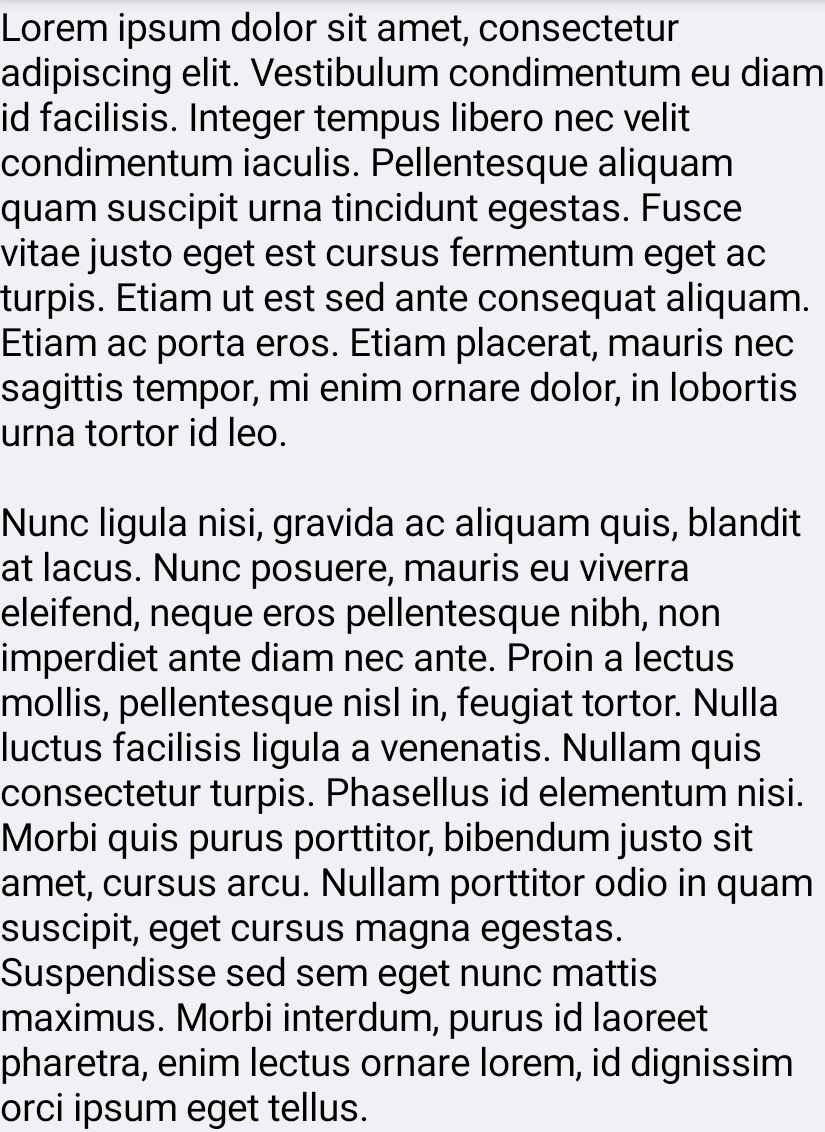 Lorem ipsum dolor sit amet, consectetur
adipiscing elit. Vestibulum condimentum eu diam
id facilisis. Integer tempus libero nec velit
condimentum iaculis. Pellentesque aliquam
quam suscipit urna tincidunt egestas. Fusce
vitae justo eget est cursus fermentum eget ac
turpis. Etiam ut est sed ante consequat aliquam.
Etiam ac porta eros. Etiam placerat, mauris nec
sagittis tempor, mi enim ornare dolor, in lobortis
urna tortor id leo.

Nunc ligula nisi, gravida ac aliquam quis, blandit
at lacus. Nunc posuere, mauris eu viverra
eleifend, neque eros pellentesque nibh, non
imperdiet ante diam nec ante. Proin a lectus
mollis, pellentesque nisl in, feugiat tortor. Nulla
luctus facilisis ligula a venenatis. Nullam quis
consectetur turpis. Phasellus id elementum nisi.
Morbi quis purus porttitor, bibendum justo sit
amet, cursus arcu. Nullam porttitor odio in quam
suscipit, eget cursus magna egestas.
Suspendisse sed sem eget nunc mattis
maximus. Morbi interdum, purus id laoreet
pharetra, enim lectus ornare lorem, id dignissim
orci ipsum eget tellus.